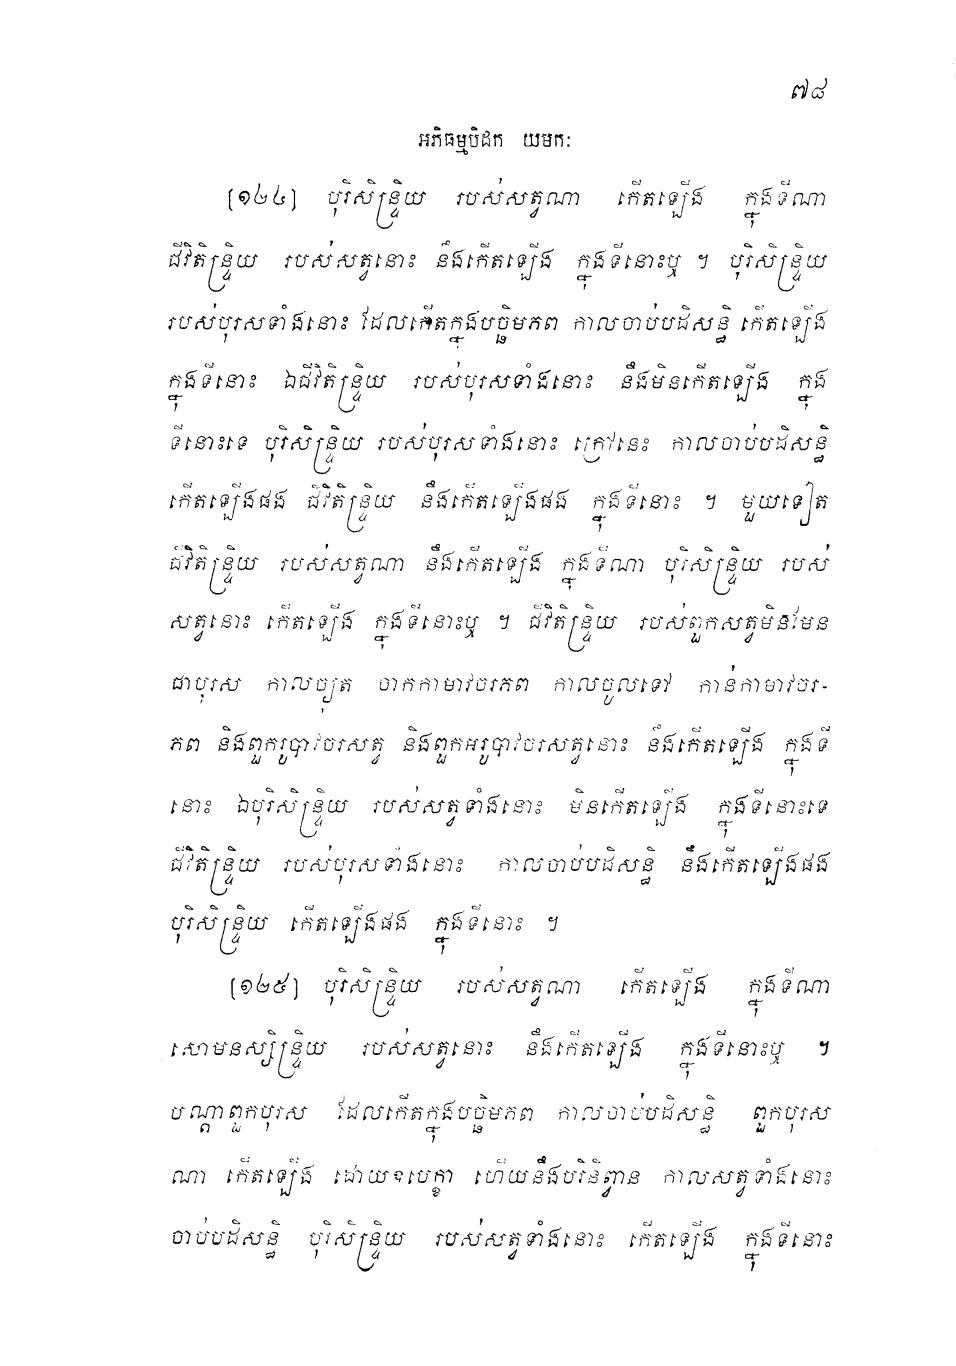 ៧៨
អភិធម្មបិដក យមកៈ
[១២៤] បុរិសិន្ទ្រិយ របស់សត្វណា កើតឡើង ក្នុងទីណា
ជីវិតិន្ទ្រិយ របស់សត្វនោះ នឹងកើតឡើង ក្នុងទីនោះឬ ។ បុរិសិន្ទ្រិយ
របស់បុរសទាំងនោះ ដែលកើតក្នុងបច្ឆិមភព កាលចាប់បដិសន្ធិ កើតឡើង
ក្នុងទីនោះ ឯជីវិតិន្ទ្រិយ របស់បុរសទាំងនោះ នឹងមិនកើតឡើង ក្នុង
ទីនោះទេ បុរិសិន្ទ្រិយ របស់បុរសទាំងនោះ ក្រៅនេះ កាលចាប់បដិសន្ធិ
កើតឡើងផង ជីវិតិន្ទ្រិយ នឹងកើតឡើងផង ក្នុងទីនោះ ។ មួយទៀត
ជីវិតិន្ទ្រិយ របស់សត្វណា នឹងកើតឡើង ក្នុងទីណា បុរិសិន្ទ្រិយ របស់
សត្វនោះ កើតឡើង ក្នុងទីនោះឬ ។ ជីវិតិន្ទ្រិយ របស់ពួកសត្វមិនមែន
ជាបុរស កាលច្យុត ចាកកាមាវចរភព កាលចូលទៅ កាន់កាមាវចរ-
ភព និងពួករូបាវចរសត្វ និងពួកអរូបាវចរសត្វនោះ នឹងកើតឡើង ក្នុងទី
នោះ ឯបុរិសិន្ទ្រិយ របស់សត្វទាំងនោះ មិនកើតឡើង ក្នុងទីនោះទេ
ជីវិតិន្ទ្រិយ របស់បុរសទាំងនោះ កាលចាប់បដិសន្ធិ នឹងកើតឡើងផង
បុរិសិន្ទ្រិយ កើតឡើងផង ក្នុងទីនោះ ។
[១២៥] បុរិសិន្ទ្រិយ របស់សត្វណា កើតឡើង ក្នុងទីណា
សោមនស្សិន្ទ្រិយ របស់សត្វនោះ នឹងកើតឡើង ក្នុងទីនោះឬ ។
បណ្តាពួកបុរស ដែលកើតក្នុងបច្ឆិមភព កាលចាប់បដិសន្ធិ ពួកបុរស
ណា កើតឡើង ដោយឧបេក្ខា ហើយនឹងបរិនិព្វាន កាលសត្វទាំងនោះ
ចាប់បដិសន្ធិ បុរិសិន្ទ្រិយ របស់សត្វទាំងនោះ កើតឡើង ក្នុងទីនោះ